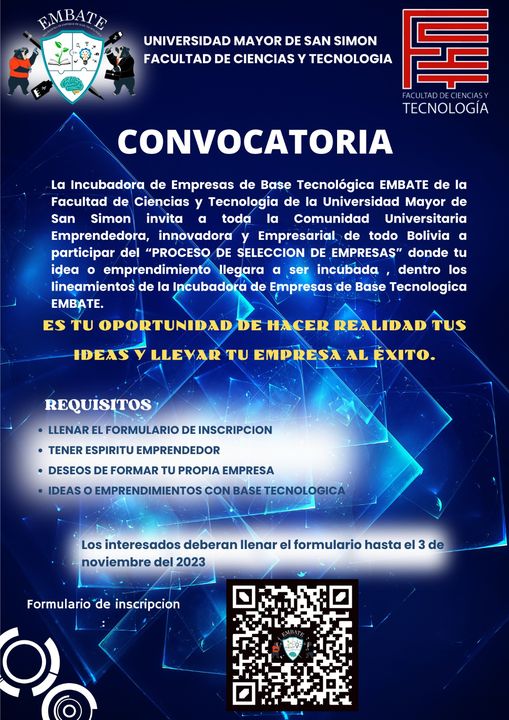 EMBATE
UNIVERSIDAD MAYOR DE SAN SIMON
FACULTAD DE CIENCIAS Y TECNOLOGIA
FACULTAD DE CIENCIAS Y
TECNOLOGÍA
CONVOCATORIA
La Incubadora de Empresas de Base Tecnológica EMBATE de la
Facultad de Ciencias y Tecnología de la Universidad Mayor de
San Simon invita a toda la Comunidad Universitaria
Emprendedora, innovadora y Empresarial de todo Bolivia a
participar del “PROCESO DE SELECCION DE EMPRESAS” donde tu
idea o emprendimiento llegara a ser incubada , dentro los
lineamientos de la Incubadora de Empresas de Base Tecnologica
EMBATE.
ES TU OPORTUNIDAD DE HACER REALIDAD TUS
IDEAS Y LLEVAR TU EMPRESA AL ÉXITO.
REQUISITOS
• LLENAR EL FORMULARIO DE INSCRIPCION
• TENER ESPIRITU EMPRENDEDOR
• DESEOS DE FORMAR TU PROPIA EMPRESA
• IDEAS O EMPRENDIMIENTOS CON BASE TECNOLOGICA
Los interesados deberan llenar el formulario hasta el 3 de
noviembre del 2023
Formulario de inscripcion
:
EMBATE